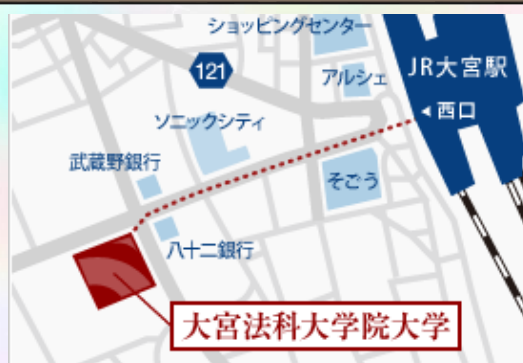 ショッピングセンター
121
アルシェ
JR大宮駅
西口
ソニックシティ
武蔵野銀行
そごう
八十二銀行
大宮法科大学院大学